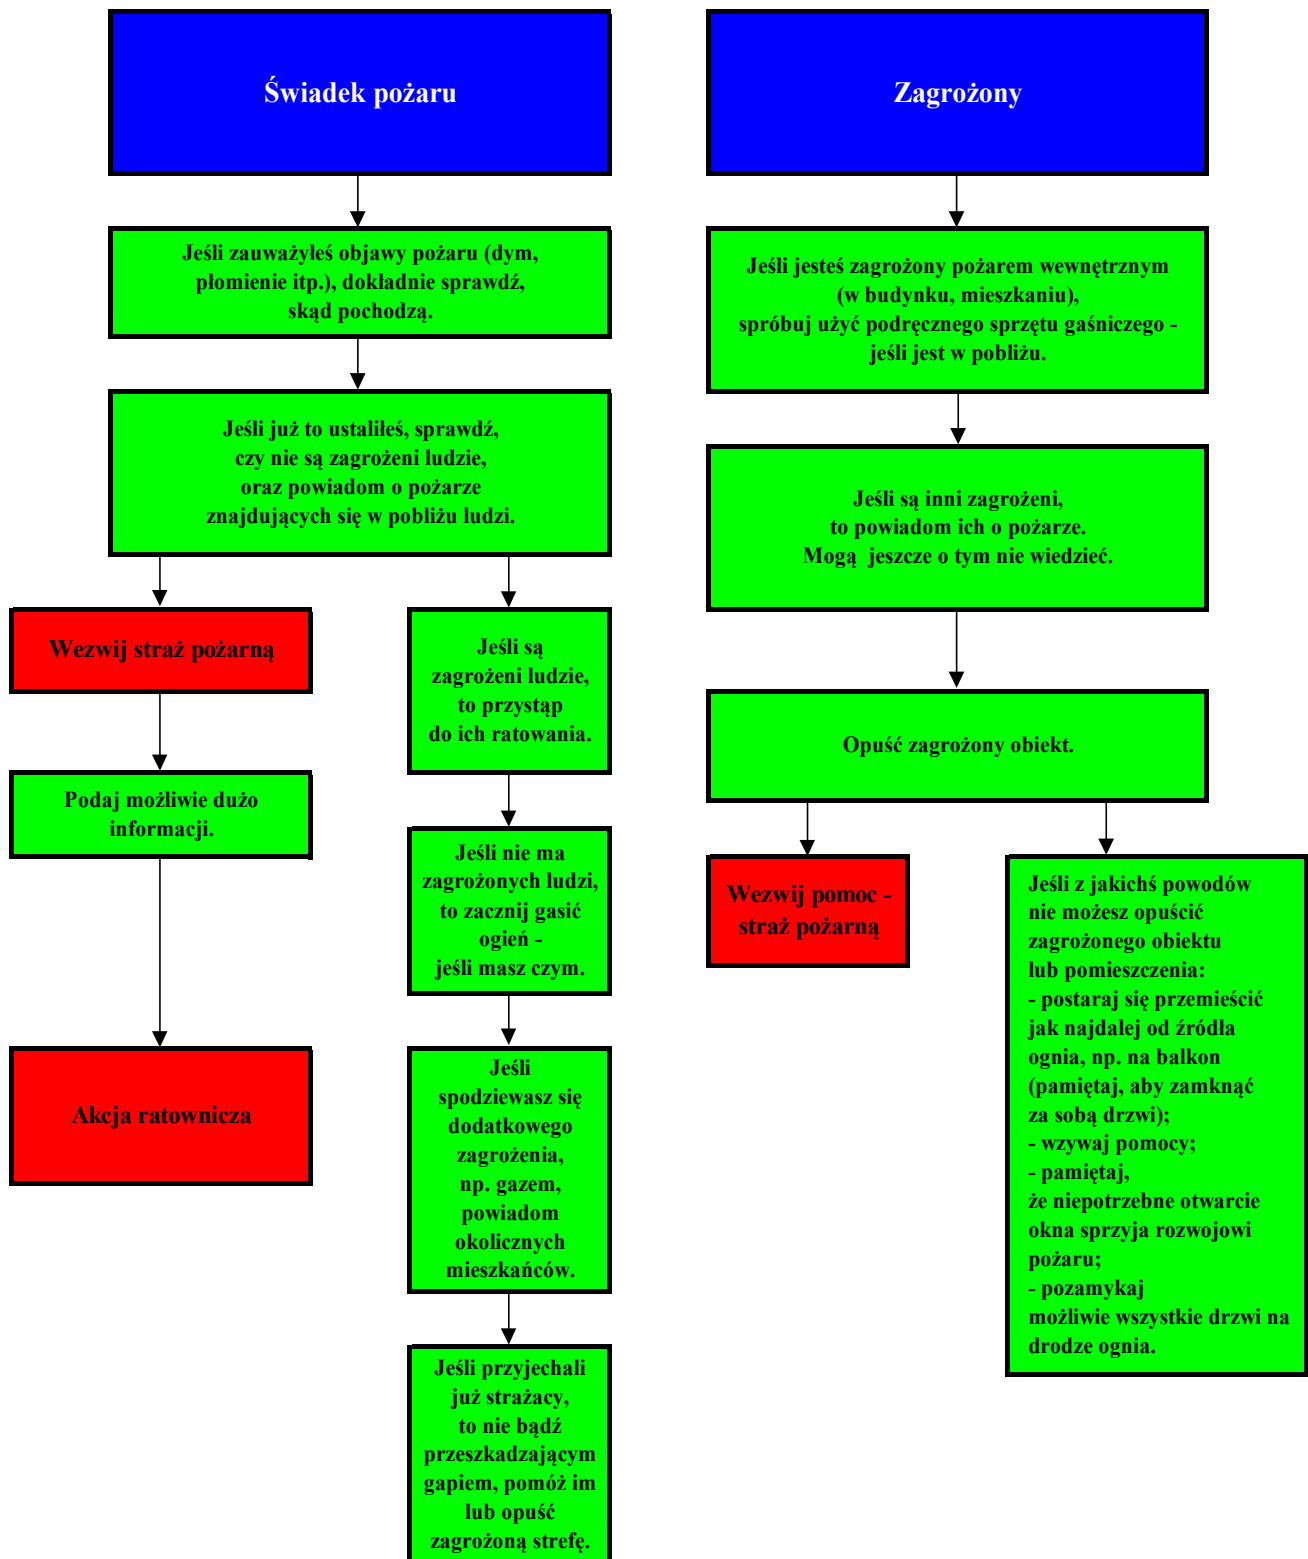 Świadek pożaru
Jeśli zauważyłeś objawy pożaru (dym,
płomienie itp.), dokładnie sprawdź,
skąd pochodzą.
Jeśli już to ustaliłeś, sprawdź,
czy nie są zagrożeni ludzie,
oraz powiadom o pożarze
znajdujących się w pobliżu ludzi.
Wezwij straż pożarną
Podaj możliwie dużo
informacji.
Akcja ratownicza
Jeśli są
zagrożeni ludzie,
to przystąp
do ich ratowania.
Jeśli nie ma
zagrożonych ludzi,
to zacznij gasić
ogień -
jeśli masz czym.
Jeśli
spodziewasz się
dodatkowego
zagrożenia,
np. gazem,
powiadom
okolicznych
mieszkańców.
Jeśli przyjechali
już strażacy,
to nie bądź
przeszkadzającym
gapiem, pomóż im
lub opuść
zagrożoną strefę.
Zagrożony
Jeśli jesteś zagrożony pożarem wewnętrznym
(w budynku, mieszkaniu),
spróbuj użyć podręcznego sprzętu gaśniczego -
jeśli jest w pobliżu.
Jeśli są inni zagrożeni,
to powiadom ich o pożarze.
Mogą  jeszcze o tym nie wiedzieć.
Opuść zagrożony obiekt.
Wezwij pomoc -
straż pożarną
Jeśli z jakichś powodów
nie możesz opuścić
zagrożonego obiektu
lub pomieszczenia:
- postaraj się przemieścić
jak najdalej od źródła
ognia, np. na balkon
(pamiętaj, aby zamknąć
za sobą drzwi);
- wzywaj pomocy;
- pamiętaj,
że niepotrzebne otwarcie
okna sprzyja rozwojowi
pożaru;
- pozamykaj
możliwie wszystkie drzwi na
drodze ognia.